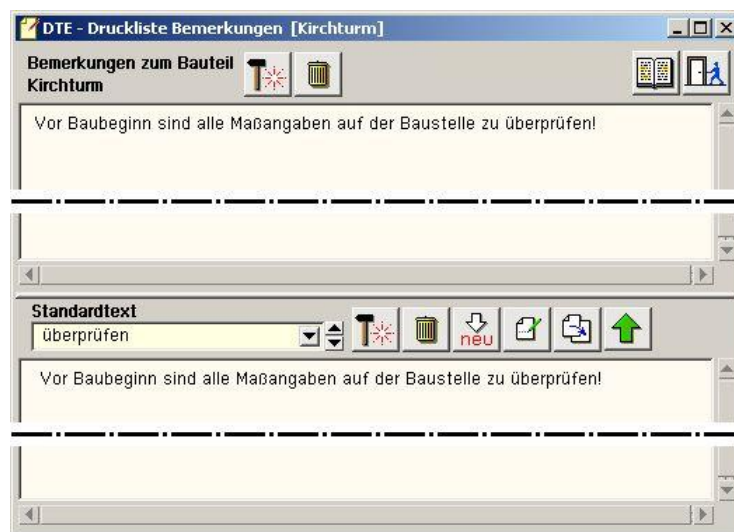 DTE - Druckliste Bemerkungen [Kirchturm]
Bemerkungen zum Bauteil
Kirchturm
Vor Baubeginn sind alle Maßangaben auf der Baustelle zu überprüfen!
Standardtext
überprüfen
neu
Vor Baubeginn sind alle Maßangaben auf der Baustelle zu überprüfen!